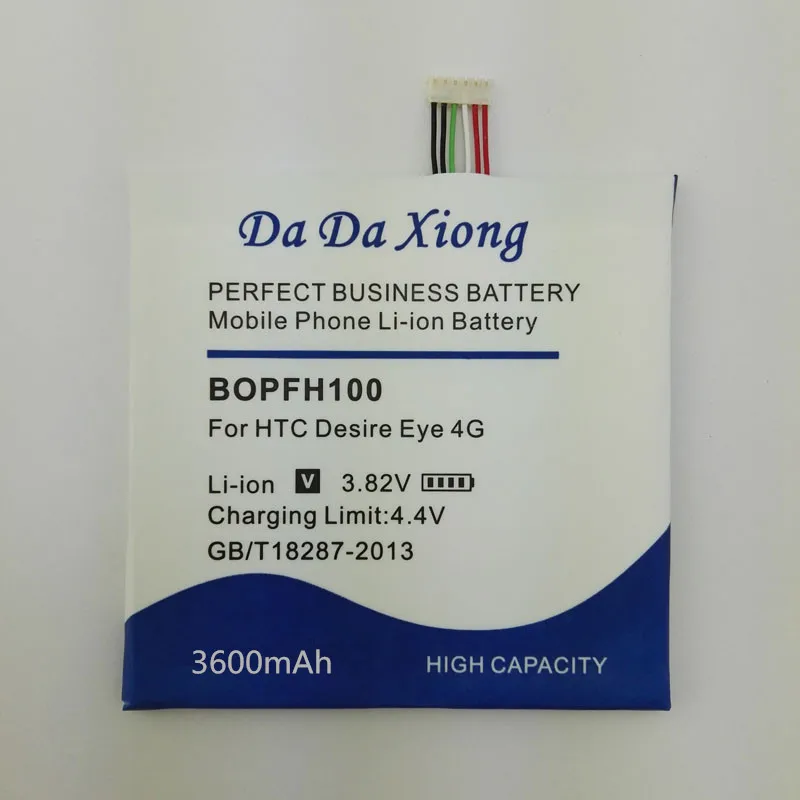 Da Da Xiong
PERFECT BUSINESS BATTERY
Mobile Phone Li-ion Battery
BOPFH100
For HTC Desire Eye 4G
Li-ion V 3.82V
Charging Limit:4.4V
GB/T18287-2013
3600mAh HIGH CAPACITY